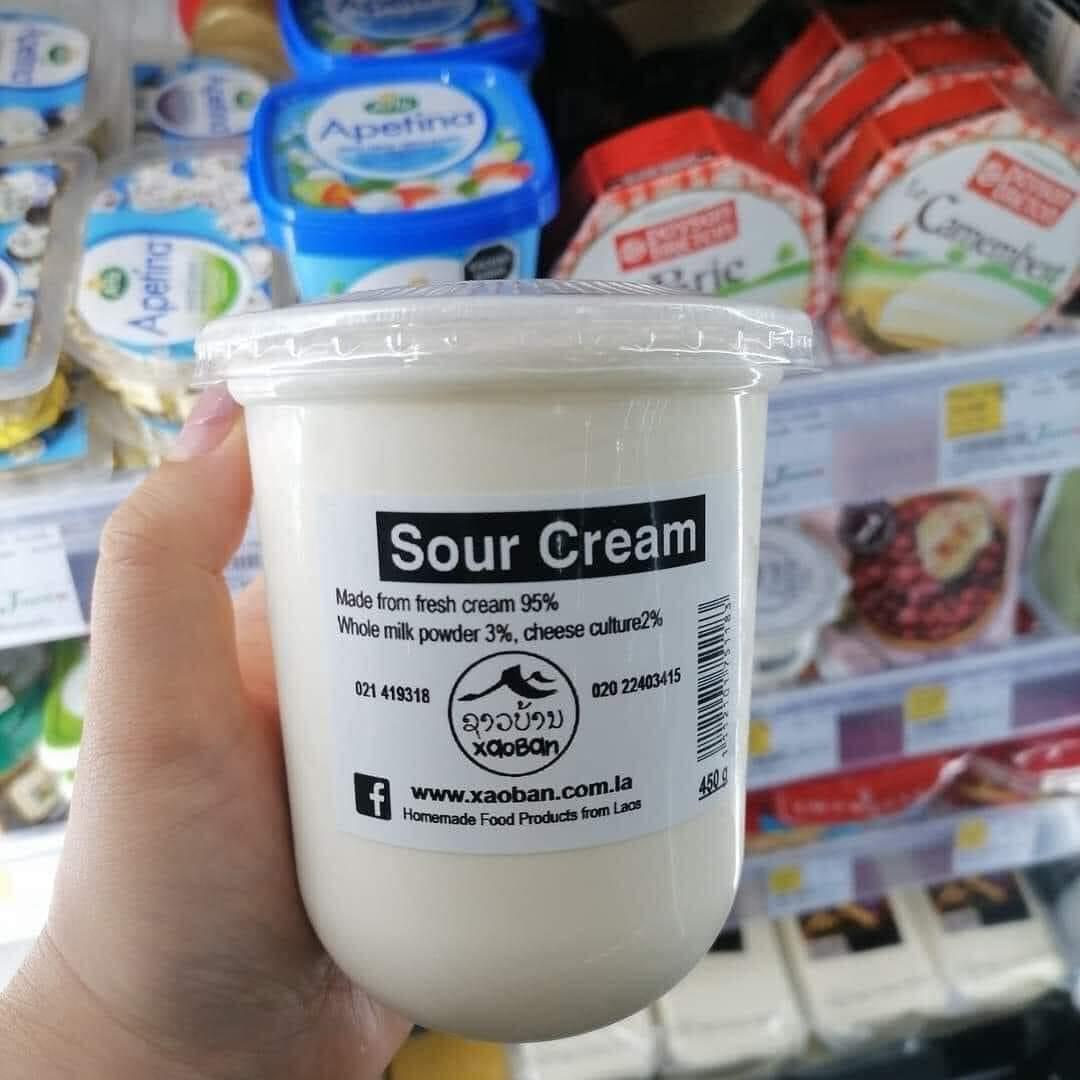 Apetina
Apetina
Brie
Le
Camembert
Sour Cream
Made from fresh cream 95%
Whole milk powder 3%, cheese culture2%
021 419318
020 22403415
ຊາວບ້ານ
xaoBan
450 g
www.xaoban.com.la
Homemade Food Products from Laos